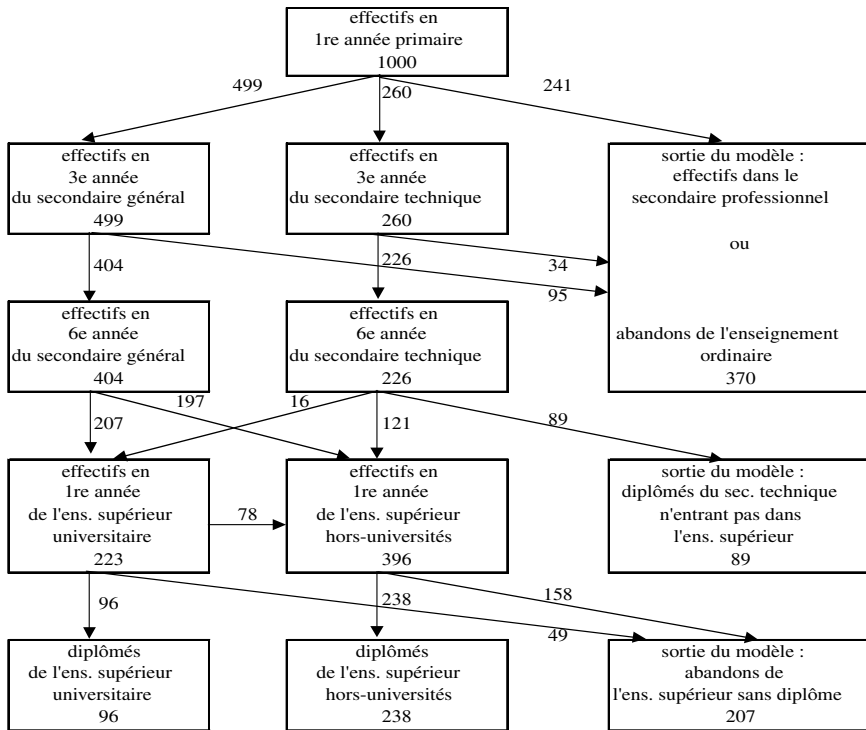 effectifs en
1re année primaire
1000
499
260
241
effectifs en
3e année
du secondaire général
499
effectifs en
3e année
du secondaire technique
260
sortie du modèle :
effectifs dans le
secondaire professionnel
ou
abandons de l'enseignement
ordinaire
370
404
226
34
95
effectifs en
6e année
du secondaire général
404
effectifs en
6e année
du secondaire technique
226
207
197
16
121
89
effectifs en
1re année
de l'ens. supérieur
universitaire
223
78
effectifs en
1re année
de l'ens. supérieur
hors-universités
396
sortie du modèle :
diplômés du sec. technique
n'entrant pas dans
l'ens. supérieur
89
96
238
49
158
diplômés
de l'ens. supérieur
universitaire
96
diplômés
de l'ens. supérieur
hors-universités
238
sortie du modèle :
abandons de
l'ens. supérieur sans diplôme
207